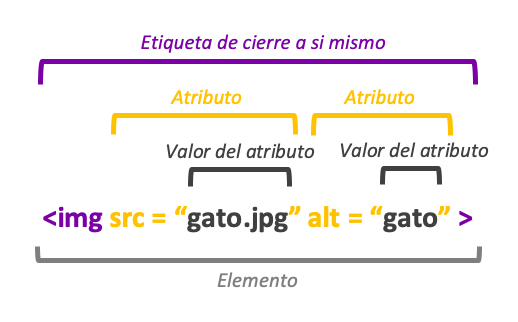 Etiqueta de cierre a si mismo
Atributo Atributo
Valor del atributo Valor del atributo
<img src = “gato.jpg” alt = “gato” >
Elemento